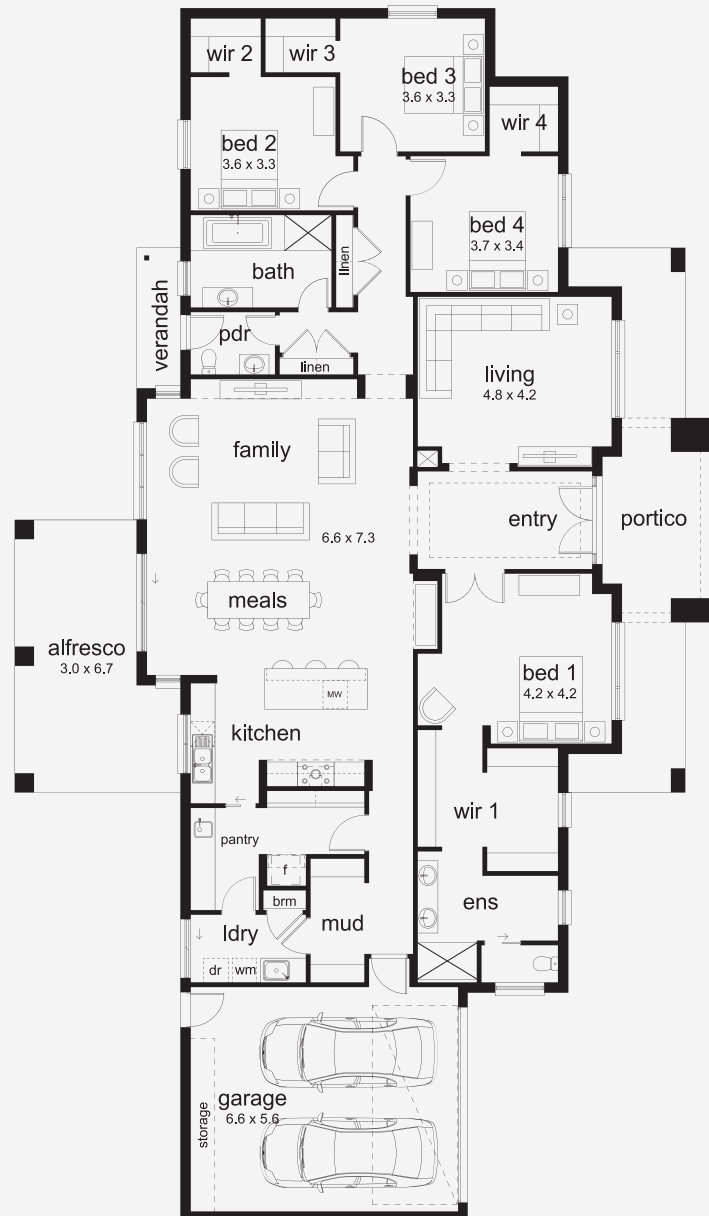 wir 2
wir 3
bed 3
3.6 x 3.3
wir 4
bed 2
3.6 x 3.3
bed 4
3.7 x 3.4
linen
bath
verandah
pdr
linen
living
4.8 x 4.2
family
entry
portico
6.6 x 7.3
meals
alfresco
3.0 x 6.7
bed 1
4.2 x 4.2
MW
kitchen
wir 1
pantry
f
brm
ens
mud
ldry
dr
wm
garage
6.6 x 5.6
storage